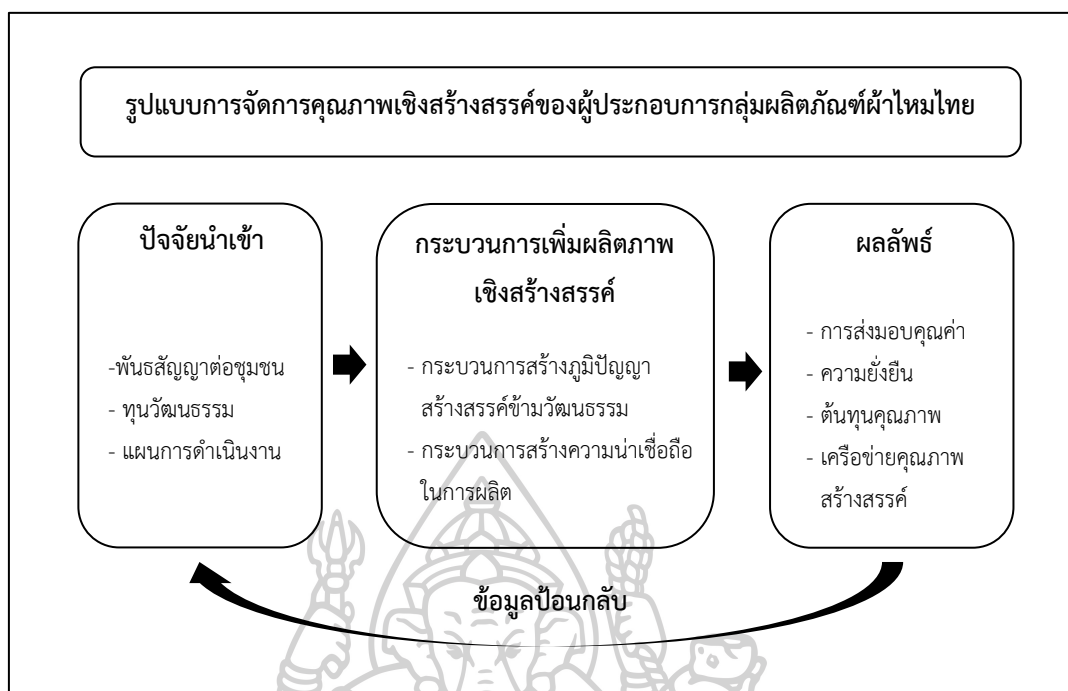 รูปแบบการจัดการคุณภาพเชิงสร้างสรรค์ของผู้ประกอบการกลุ่มผลิตภัณฑ์ผ้าไหมไทย
ปัจจัยนำเข้า
-พันธสัญญาต่อชุมชน
- ทุนวัฒนธรรม
- แผนการดำเนินงาน
กระบวนการเพิ่มผลิตภาพ
เชิงสร้างสรรค์
- กระบวนการสร้างภูมิปัญญา
สร้างสรรค์ข้ามวัฒนธรรม
- กระบวนการสร้างความน่าเชื่อถือ
ในการผลิต
ผลลัพธ์
- การส่งมอบคุณค่า
- ความยั่งยืน
- ต้นทุนคุณภาพ
- เครือข่ายคุณภาพ
สร้างสรรค์
ข้อมูลป้อนกลับ